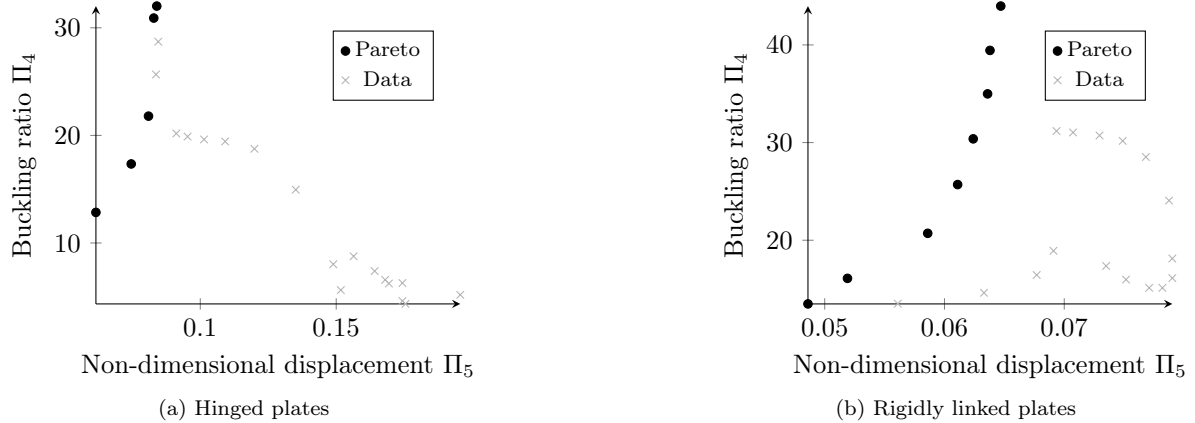 30
20
10
0.1
0.15
Buckling ratio Π4
Non-dimensional displacement Π5
Pareto
Data
(a) Hinged plates
40
30
20
0.05
0.06
0.07
Buckling ratio Π4
Non-dimensional displacement Π5
Pareto
Data
(b) Rigidly linked plates